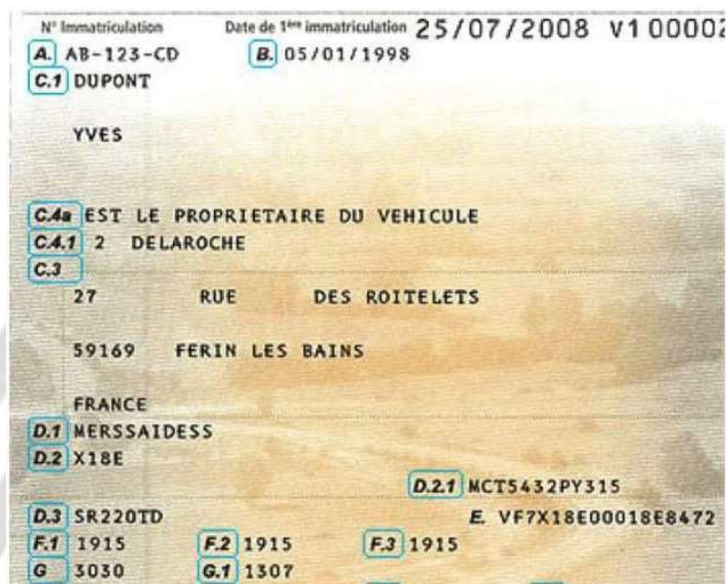 N° Immatriculation Date de 1ère immatriculation 25/07/2008 V1 00002
A. AB-123-CD B. 05/01/1998
C.1 DUPONT
YVES
C.4a EST LE PROPRIETAIRE DU VEHICULE
C.4.1 2 DELAROCHE
C.3
27 RUE DES ROITELETS
59169 FERIN LES BAINS
FRANCE
D.1 MERSSAIDESS
D.2 X18E
D.2.1 MCT5432PY315
D.3 SR220TD E. VF7X18E00018E8472
F.1 1915 F.2 1915 F.3 1915
G 3030 G.1 1307